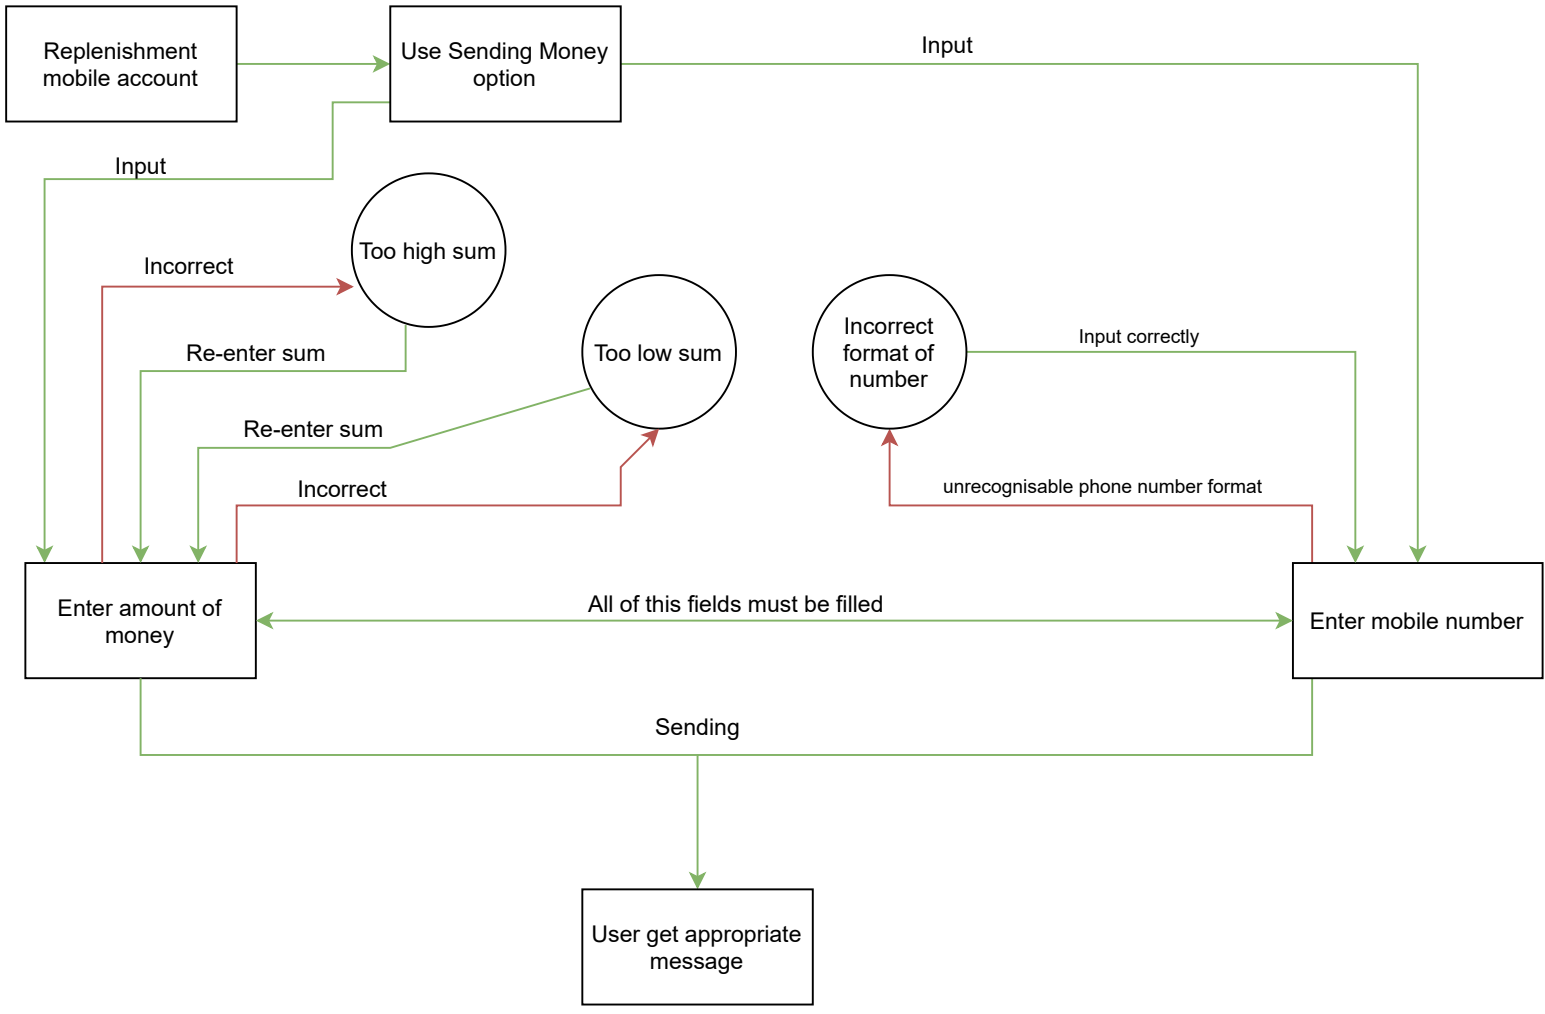 Replenishment
mobile account
Use Sending Money
option
Input
Input
Too high sum
Incorrect
Re-enter sum
Too low sum
Incorrect
format of
number
Input correctly
Re-enter sum
Incorrect
unrecognisable phone number format
Enter amount of
money
All of this fields must be filled
Enter mobile number
Sending
User get appropriate
message